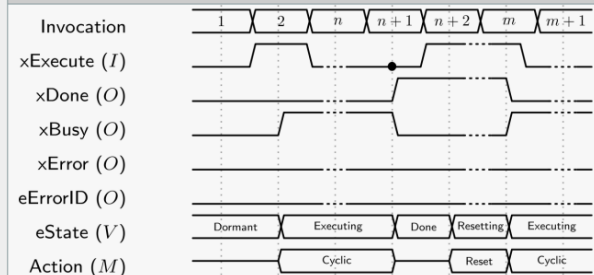 Invocation 1 2 n n + 1 n + 2 m m + 1
xExecute (I)
xDone (O)
xBusy (O)
xError (O)
eErrorID (O)
eState (V) Dormant Executing Done Resetting Executing
Action (M) Cyclic Reset Cyclic